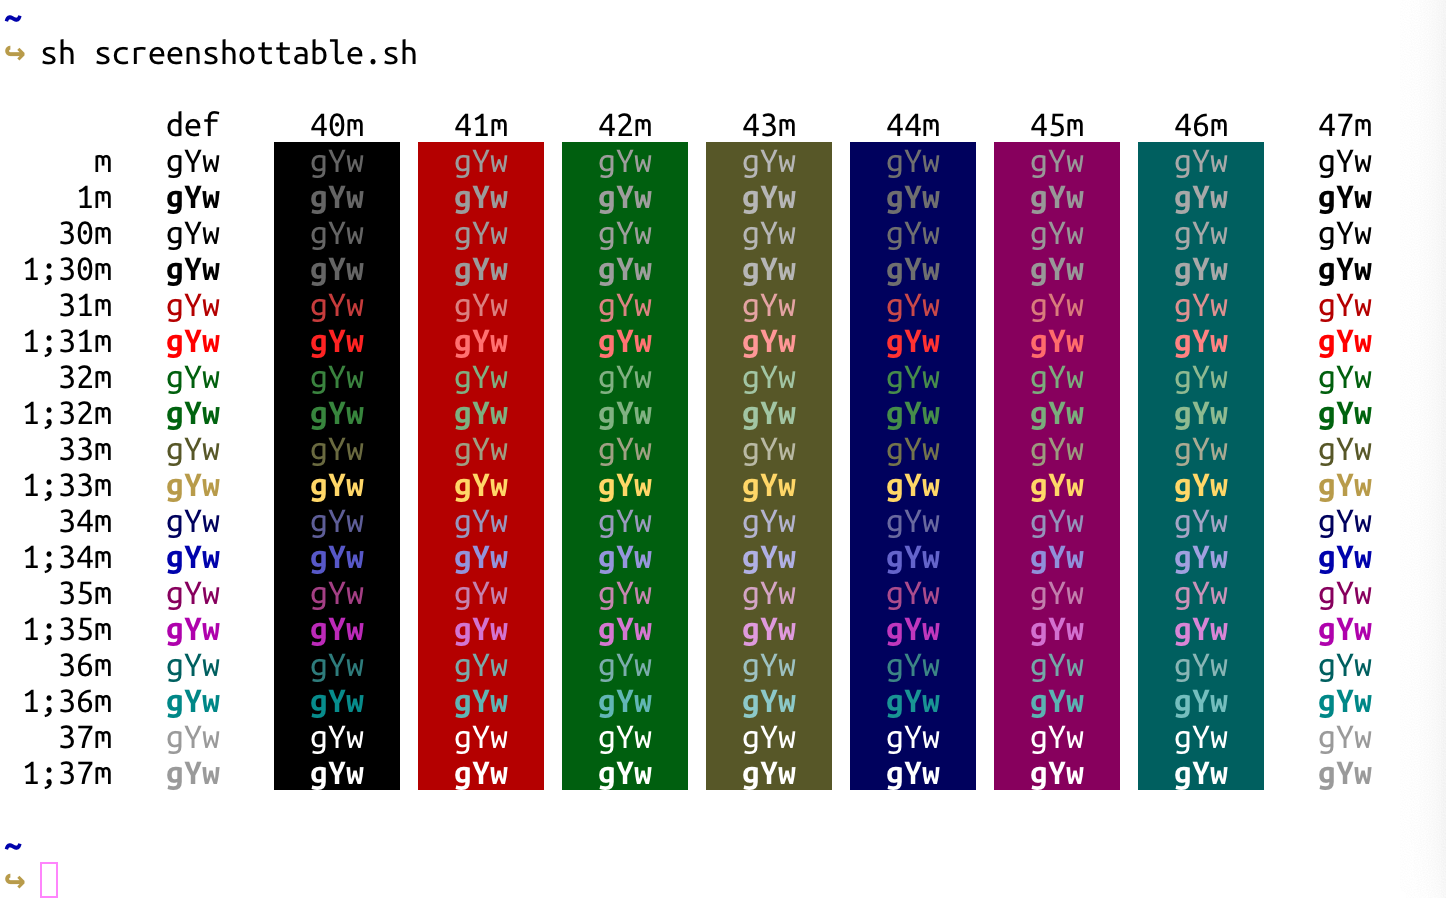 ~
↪ sh screenshottable.sh
def 40m 41m 42m 43m 44m 45m 46m 47m
m gYw gYw gYw gYw gYw gYw gYw gYw gYw
1m gYw gYw gYw gYw gYw gYw gYw gYw gYw
30m gYw gYw gYw gYw gYw gYw gYw gYw gYw
1;30m gYw gYw gYw gYw gYw gYw gYw gYw gYw
31m gYw gYw gYw gYw gYw gYw gYw gYw gYw
1;31m gYw gYw gYw gYw gYw gYw gYw gYw gYw
32m gYw gYw gYw gYw gYw gYw gYw gYw gYw
1;32m gYw gYw gYw gYw gYw gYw gYw gYw gYw
33m gYw gYw gYw gYw gYw gYw gYw gYw gYw
1;33m gYw gYw gYw gYw gYw gYw gYw gYw gYw
34m gYw gYw gYw gYw gYw gYw gYw gYw gYw
1;34m gYw gYw gYw gYw gYw gYw gYw gYw gYw
35m gYw gYw gYw gYw gYw gYw gYw gYw gYw
1;35m gYw gYw gYw gYw gYw gYw gYw gYw gYw
36m gYw gYw gYw gYw gYw gYw gYw gYw gYw
1;36m gYw gYw gYw gYw gYw gYw gYw gYw gYw
37m gYw gYw gYw gYw gYw gYw gYw gYw gYw
1;37m gYw gYw gYw gYw gYw gYw gYw gYw gYw
~
↪